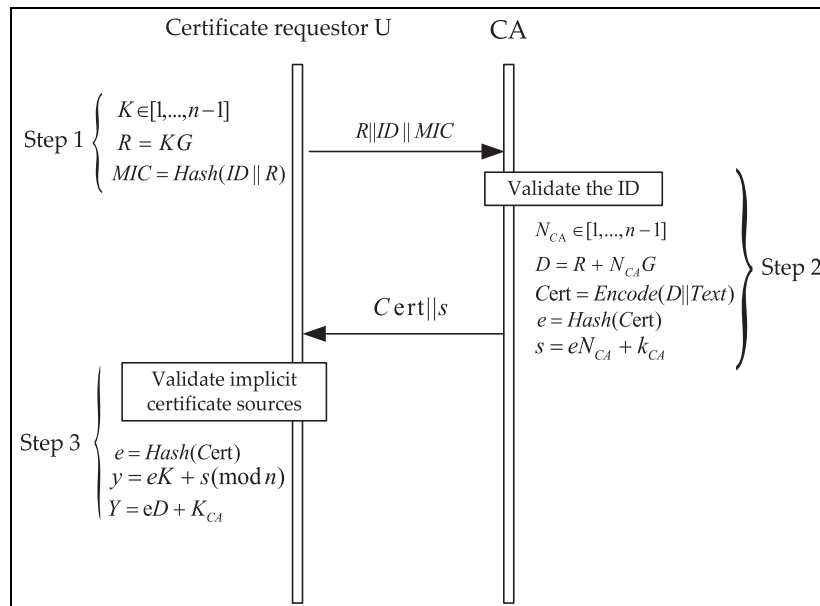 Certificate requestor U
CA
Step 1
K∈[1,...,n−1]
R = KG
MIC = Hash(ID || R)
R||ID || MIC
Validate the ID
N_CA ∈[1,...,n−1]
D = R + N_CA G
Cert = Encode(D||Text)
e = Hash(Cert)
s = eN_CA + k_CA
Step 2
Cert||s
Validate implicit
certificate sources
Step 3
e = Hash(Cert)
y = eK + s(mod n)
Y = eD + K_CA